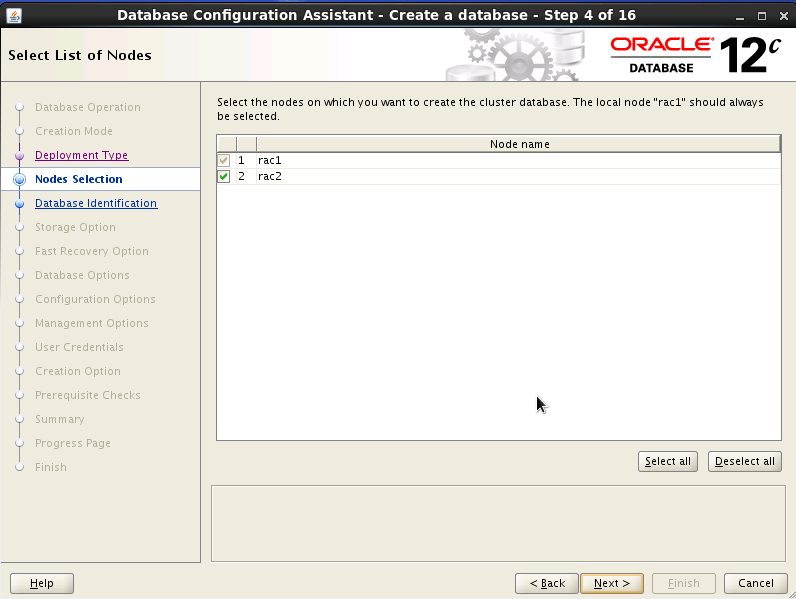 Database Configuration Assistant - Create a database - Step 4 of 16
Select List of Nodes
ORACLE®
DATABASE
12c
Database Operation
Creation Mode
Deployment Type
Nodes Selection
Database Identification
Storage Option
Fast Recovery Option
Database Options
Configuration Options
Management Options
User Credentials
Creation Option
Prerequisite Checks
Summary
Progress Page
Finish
Select the nodes on which you want to create the cluster database. The local node "rac1" should always
be selected.
Node name
1 rac1
2 rac2
Select all Deselect all
Help < Back Next > Finish Cancel